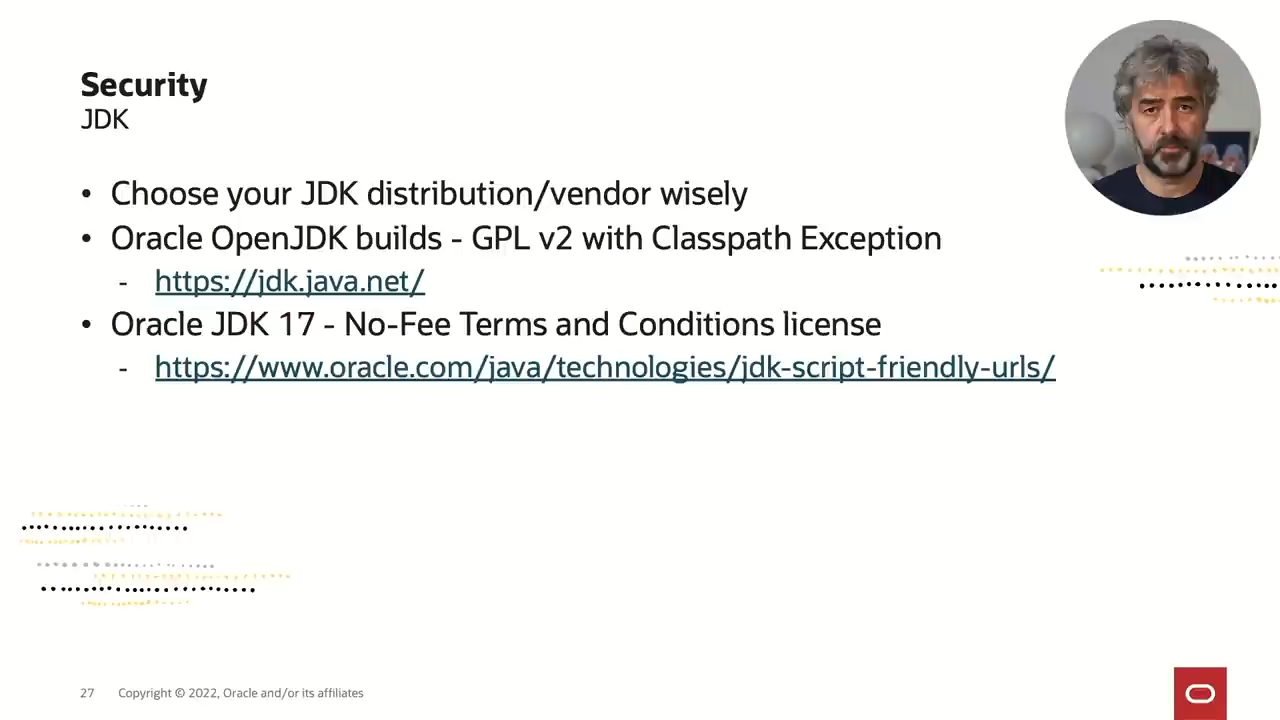 Security
JDK
• Choose your JDK distribution/vendor wisely
• Oracle OpenJDK builds - GPL v2 with Classpath Exception
- https://jdk.java.net/
• Oracle JDK 17 - No-Fee Terms and Conditions license
- https://www.oracle.com/java/technologies/jdk-script-friendly-urls/
27 Copyright © 2022, Oracle and/or its affiliates